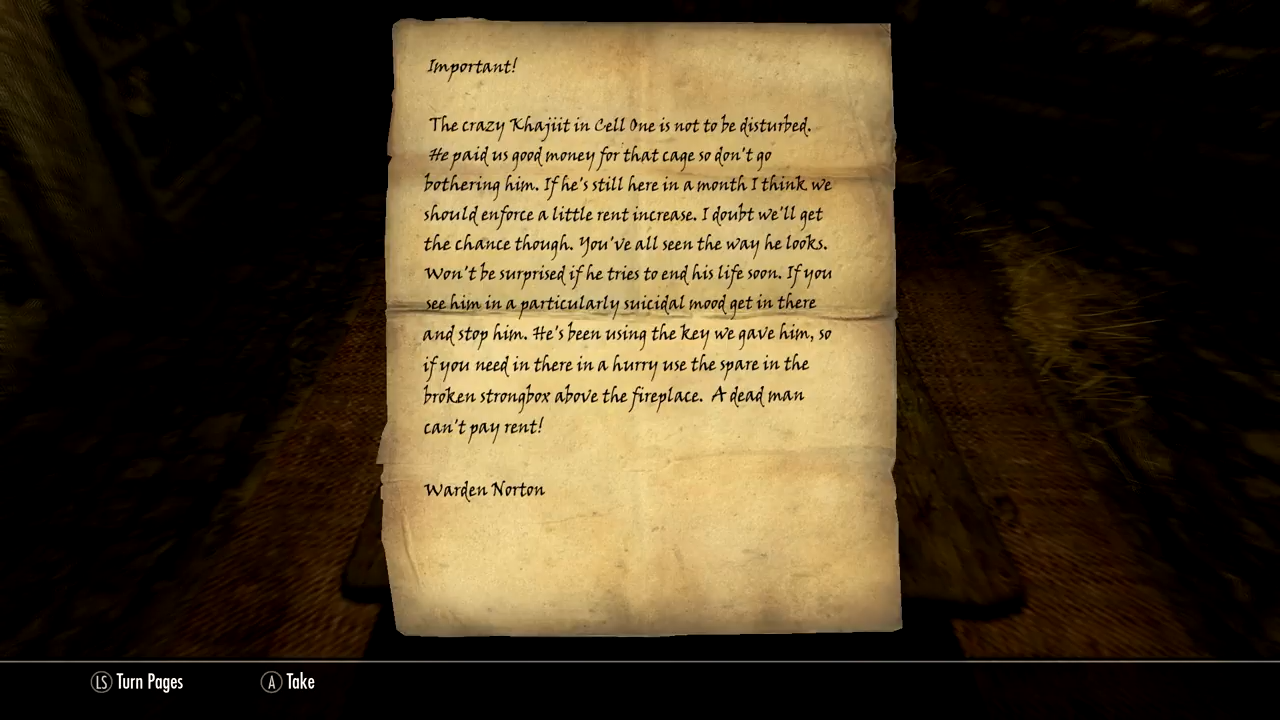 Important!
The crazy Khajiit in Cell One is not to be disturbed.
He paid us good money for that cage so don't go
bothering him. If he's still here in a month I think we
should enforce a little rent increase. I doubt we'll get
the chance though. You've all seen the way he looks.
Won't be surprised if he tries to end his life soon. If you
see him in a particularly suicidal mood get in there
and stop him. He's been using the key we gave him, so
if you need in there in a hurry use the spare in the
broken strongbox above the fireplace. A dead man
can't pay rent!
Warden Norton
LS Turn Pages
A Take